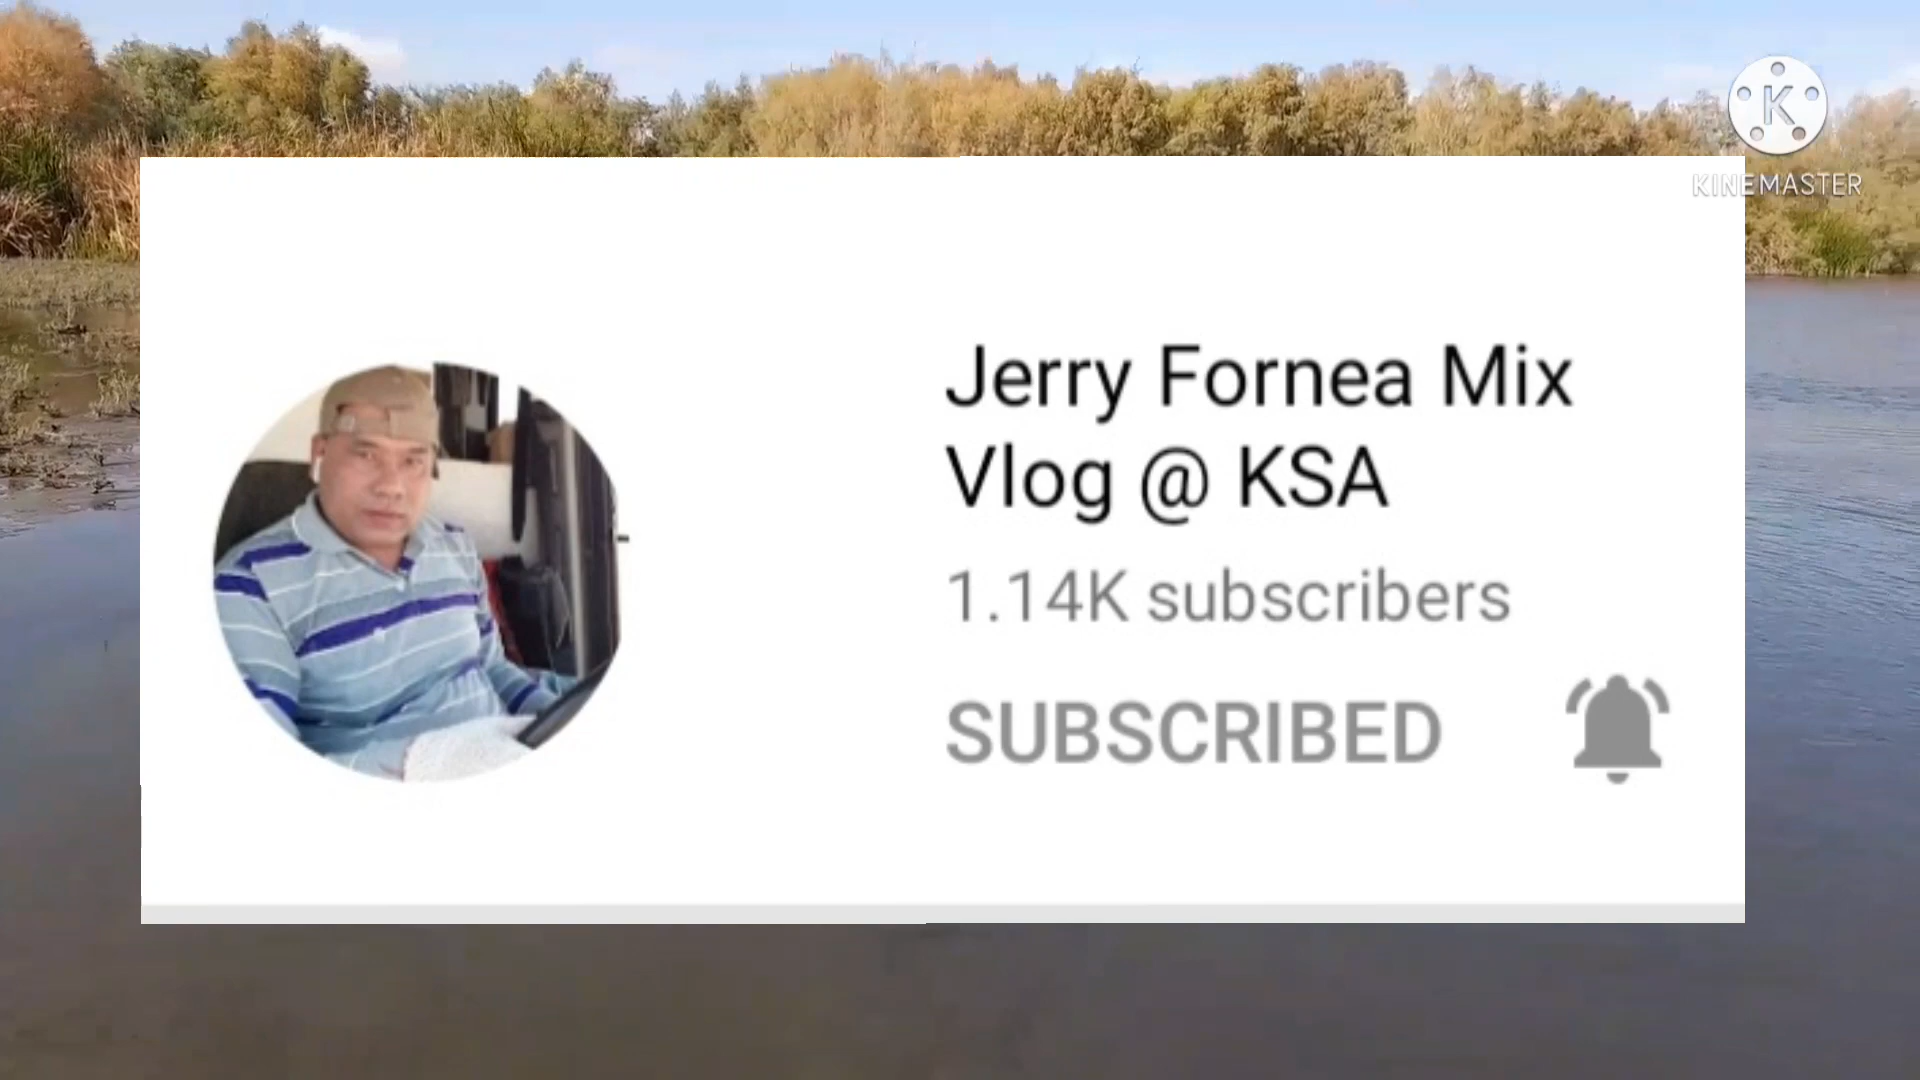 K
KINEMASTER
Jerry Fornea Mix
Vlog @ KSA
1.14K subscribers
SUBSCRIBED